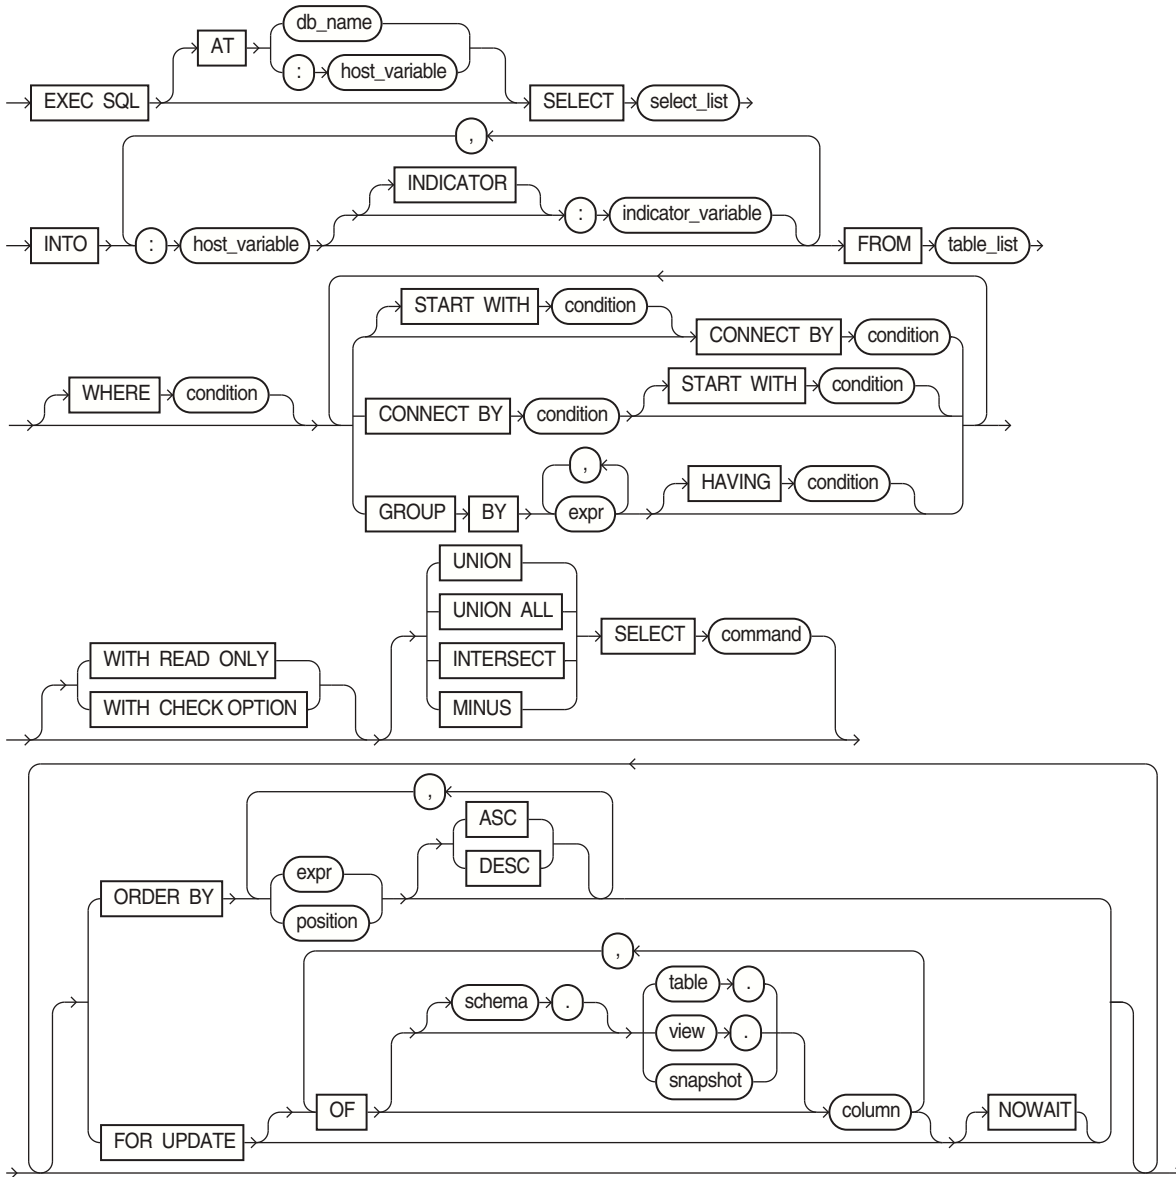 db_name
AT
: host_variable
EXEC SQL SELECT select_list
,
INDICATOR
: indicator_variable
INTO : host_variable FROM table_list
START WITH condition
CONNECT BY condition
WHERE condition START WITH condition
CONNECT BY condition
,
HAVING condition
GROUP BY expr
UNION
UNION ALL
SELECT command
WITH READ ONLY INTERSECT
WITH CHECK OPTION MINUS
,
ASC
DESC
expr
ORDER BY
position
,
table .
schema .
view .
snapshot
OF column NOWAIT
FOR UPDATE